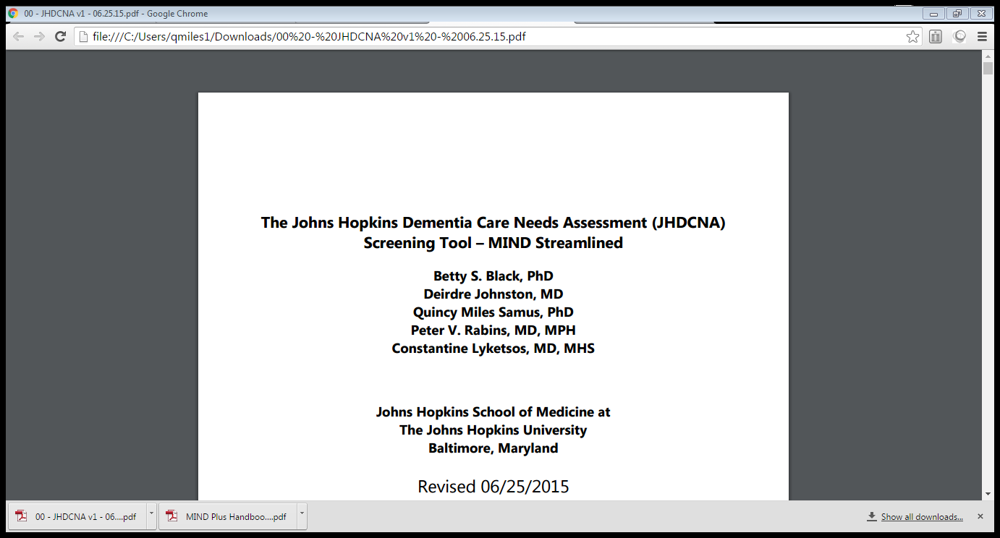 00 - JHDCNA v1 - 06.25.15.pdf - Google Chrome
file:///C:/Users/qmiles1/Downloads/00%20-%20JHDCNA%20v1%20-%2006.25.15.pdf
The Johns Hopkins Dementia Care Needs Assessment (JHDCNA)
Screening Tool – MIND Streamlined
Betty S. Black, PhD
Deirdre Johnston, MD
Quincy Miles Samus, PhD
Peter V. Rabins, MD, MPH
Constantine Lyketsos, MD, MHS
Johns Hopkins School of Medicine at
The Johns Hopkins University
Baltimore, Maryland
Revised 06/25/2015
00 - JHDCNA v1 - 06....pdf
MIND Plus Handboo....pdf
Show all downloads...